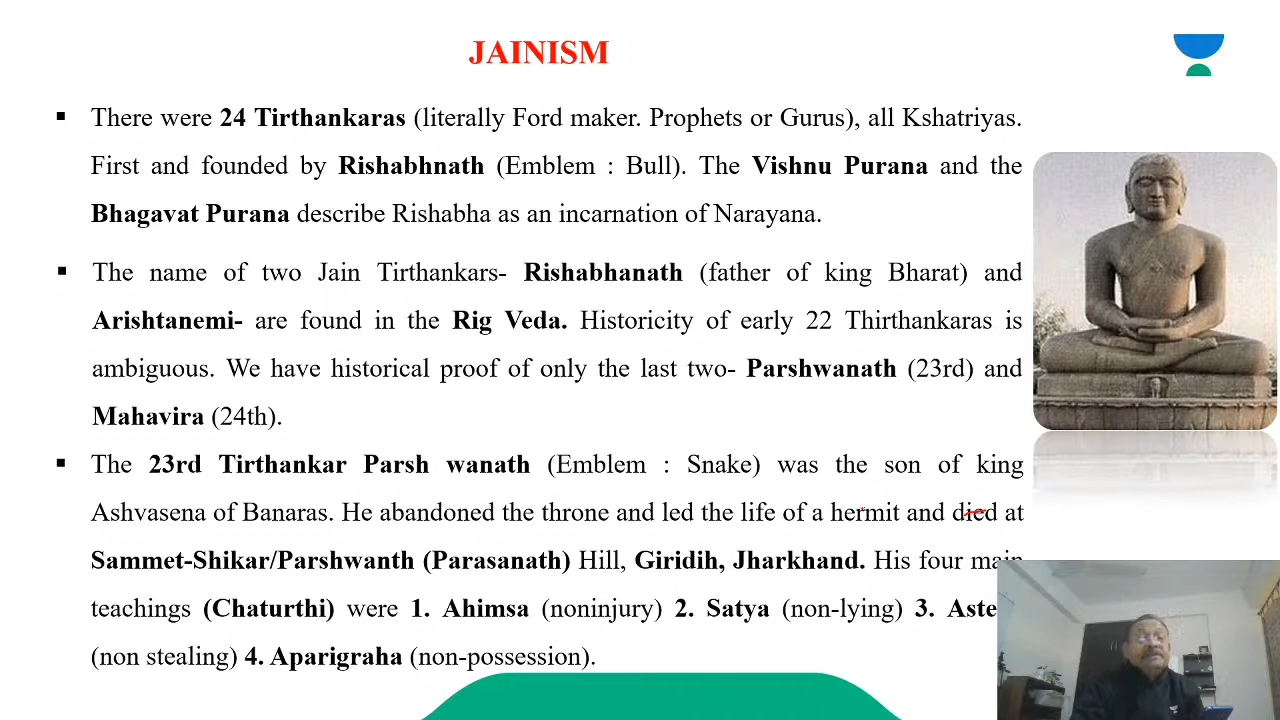 JAINISM
▪ There were 24 Tirthankaras (literally Ford maker. Prophets or Gurus), all Kshatriyas.
First and founded by Rishabhnath (Emblem : Bull). The Vishnu Purana and the
Bhagavat Purana describe Rishabha as an incarnation of Narayana.
▪ The name of two Jain Tirthankars- Rishabhanath (father of king Bharat) and
Arishtanemi- are found in the Rig Veda. Historicity of early 22 Thirthankaras is
ambiguous. We have historical proof of only the last two- Parshwanath (23rd) and
Mahavira (24th).
▪ The 23rd Tirthankar Parsh wanath (Emblem : Snake) was the son of king
Ashvasena of Banaras. He abandoned the throne and led the life of a hermit and died at
Sammet-Shikar/Parshwanth (Parasanath) Hill, Giridih, Jharkhand. His four main
teachings (Chaturthi) were 1. Ahimsa (noninjury) 2. Satya (non-lying) 3. Aste
(non stealing) 4. Aparigraha (non-possession).